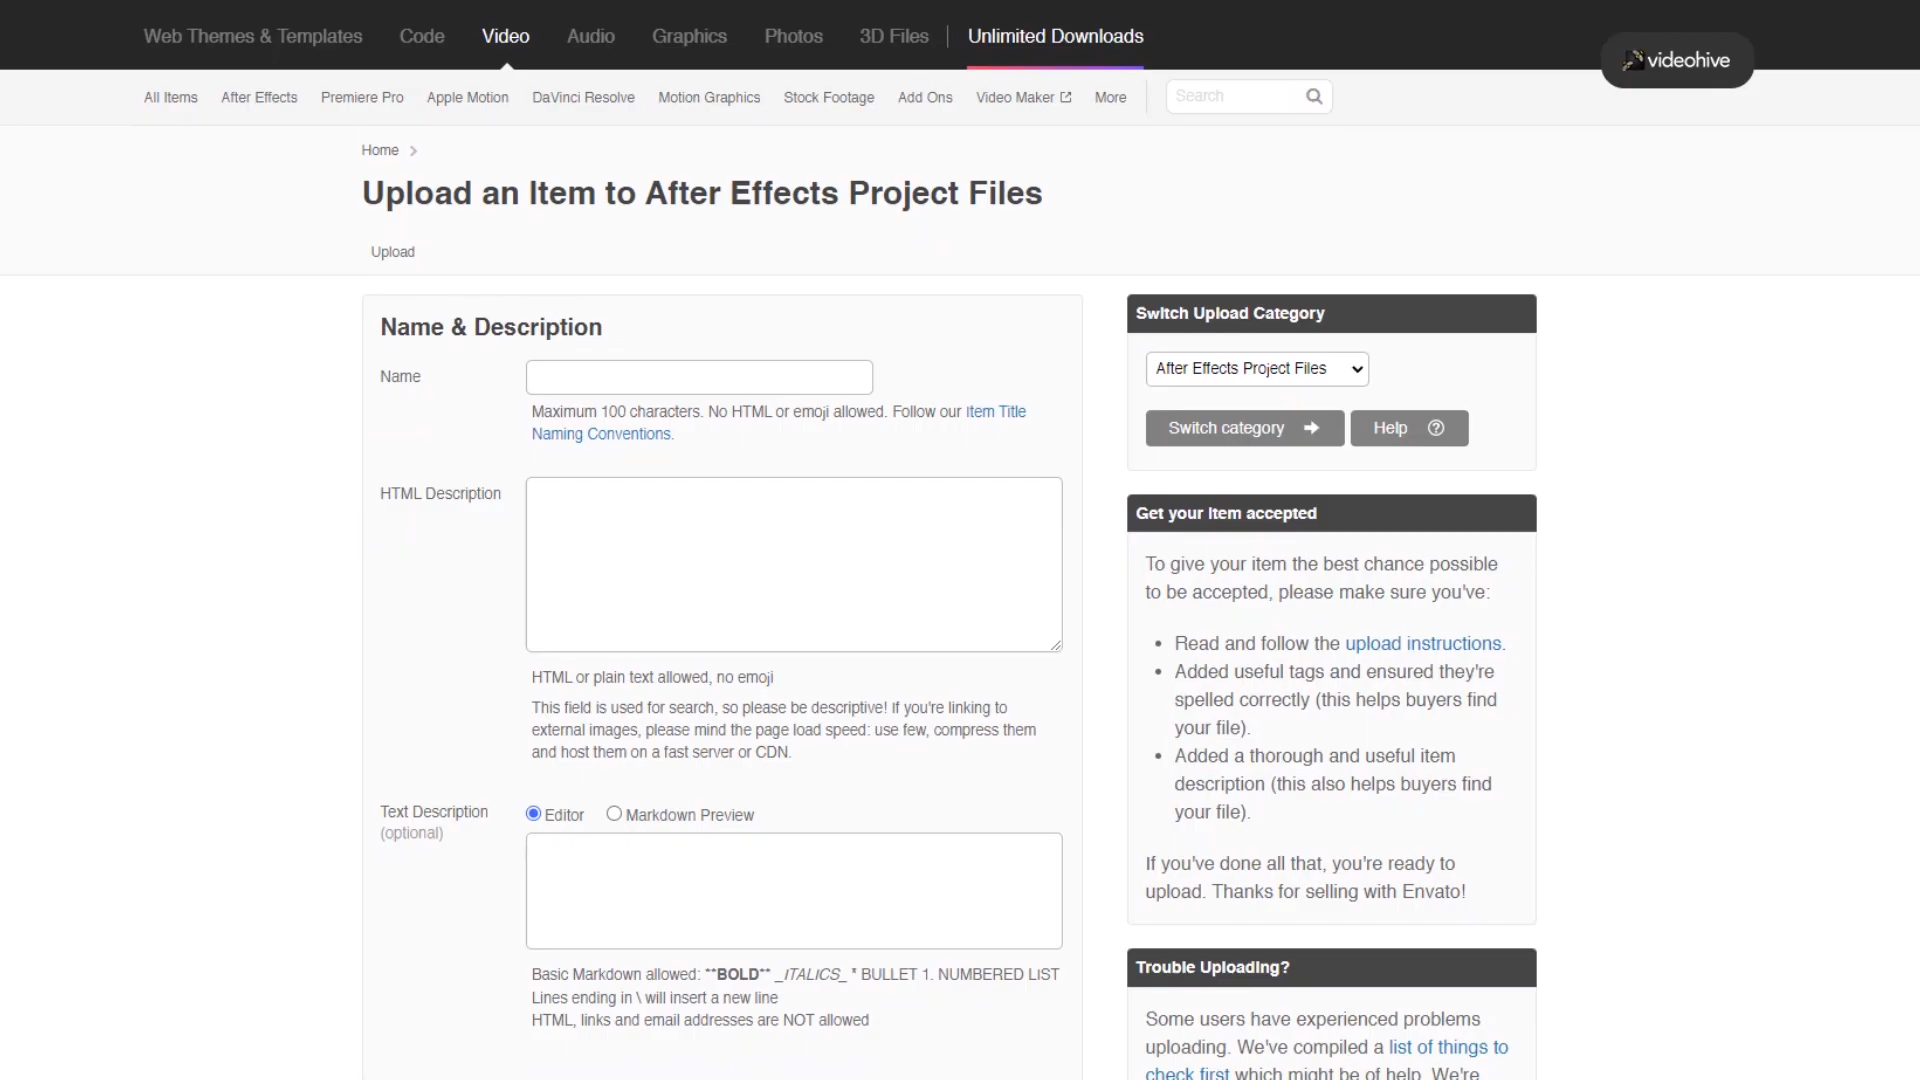 Web Themes & Templates Code Video Audio Graphics Photos 3D Files Unlimited Downloads
videohive
All Items After Effects Premiere Pro Apple Motion DaVinci Resolve Motion Graphics Stock Footage Add Ons Video Maker More Search
Home
Upload an Item to After Effects Project Files
Upload
Name & Description
Name
Maximum 100 characters. No HTML or emoji allowed. Follow our Item Title
Naming Conventions.
HTML Description
HTML or plain text allowed, no emoji
This field is used for search, so please be descriptive! If you're linking to
external images, please mind the page load speed: use few, compress them
and host them on a fast server or CDN.
Text Description
(optional)
Editor Markdown Preview
Basic Markdown allowed: **BOLD** _ITALICS_ * BULLET 1. NUMBERED LIST
Lines ending in \ will insert a new line
HTML, links and email addresses are NOT allowed
Switch Upload Category
After Effects Project Files
Switch category Help
Get your item accepted
To give your item the best chance possible
to be accepted, please make sure you've:
• Read and follow the upload instructions.
• Added useful tags and ensured they're
spelled correctly (this helps buyers find
your file).
• Added a thorough and useful item
description (this also helps buyers find
your file).
If you've done all that, you're ready to
upload. Thanks for selling with Envato!
Trouble Uploading?
Some users have experienced problems
uploading. We've compiled a list of things to
check first which might be of help. We're